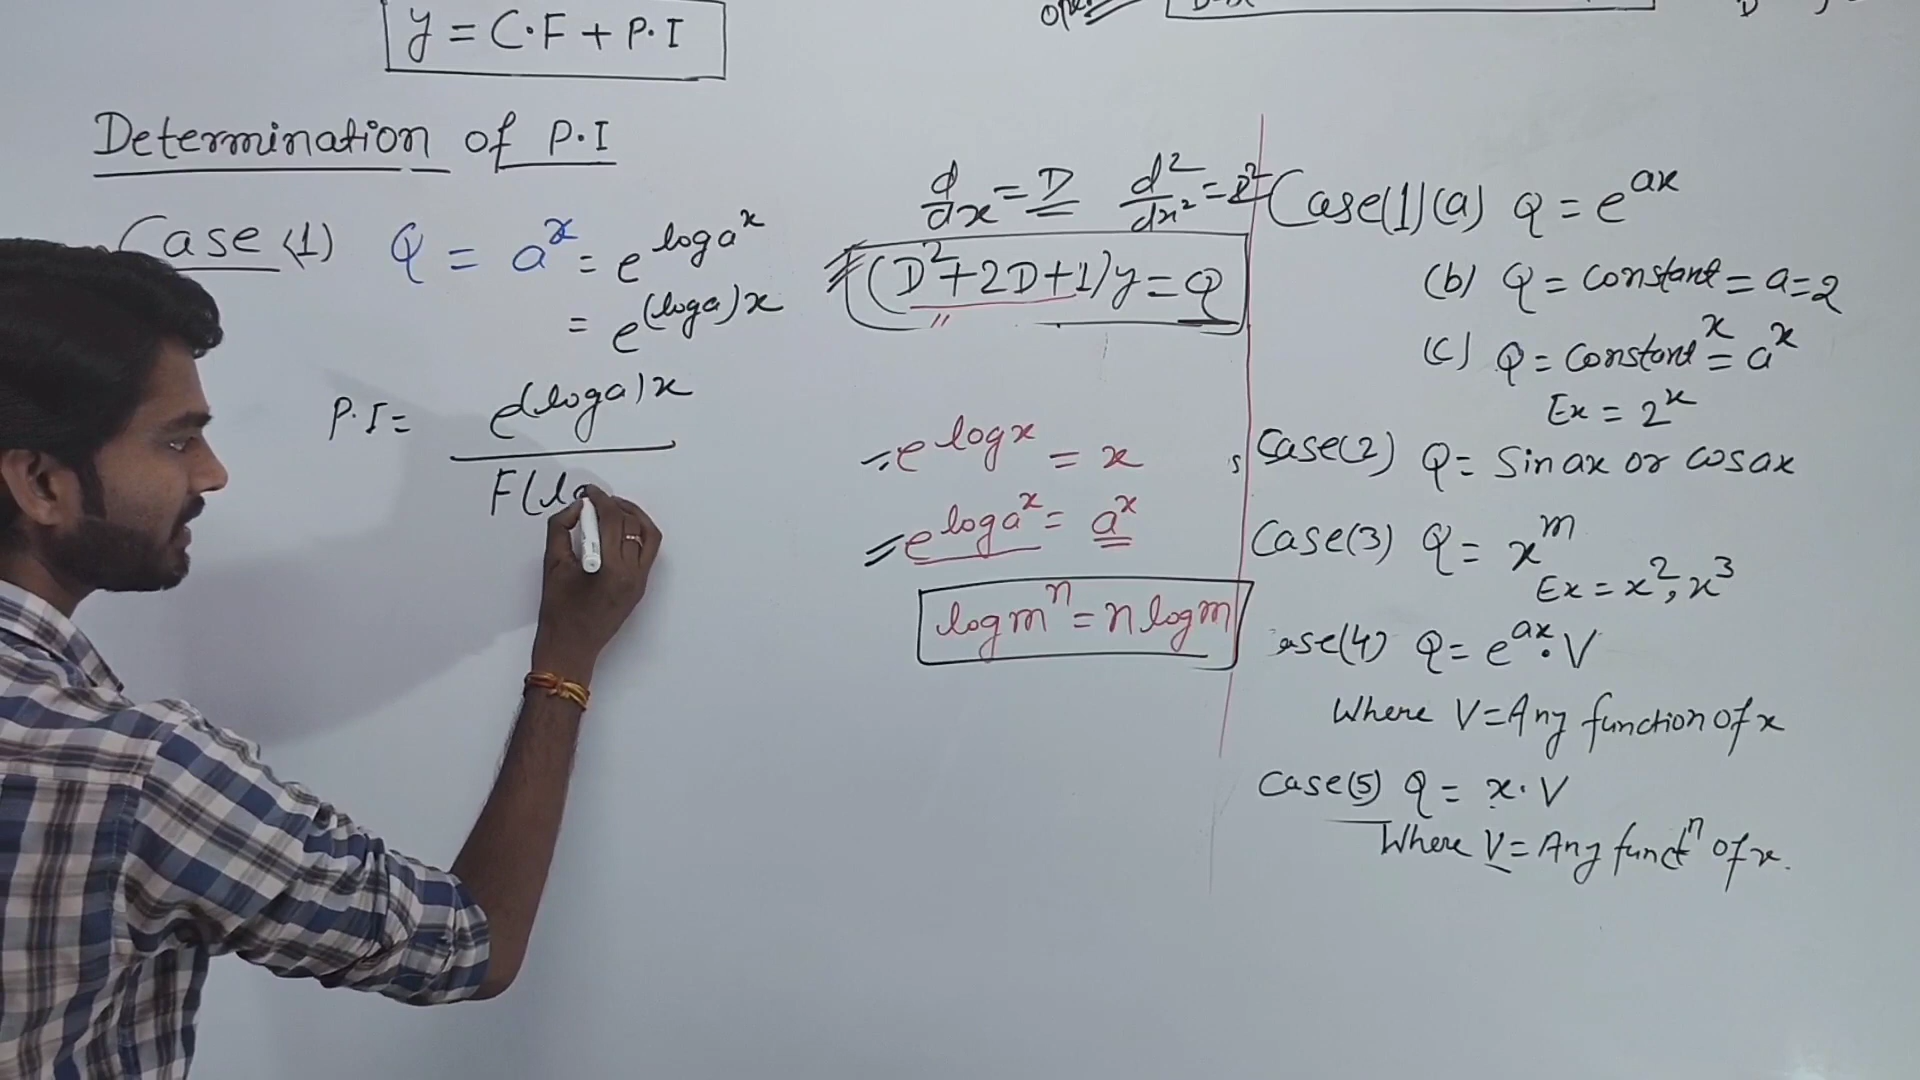 y = C·F + P·I
Determination of P·I
Case (1) Q = a^x = e^(log a^x)
= e^((log a)x)
P·I = e^((log a)x) / F(lo
d/dx = D d²/dx² = D²
(D²+2D+1)y = Q
e^(log x) = x
e^(log a^x) = a^x
log m^n = n log m
Case(1)(a) Q = e^(ax)
(b) Q = Constant = a = 2
(c) Q = Constant^x = a^x
Ex = 2^x
Case(2) Q = Sin ax or cos ax
Case(3) Q = x^m
Ex = x², x³
ase(4) Q = e^(ax)·V
Where V = Any function of x
Case(5) Q = x·V
Where V = Any funct^n of x.